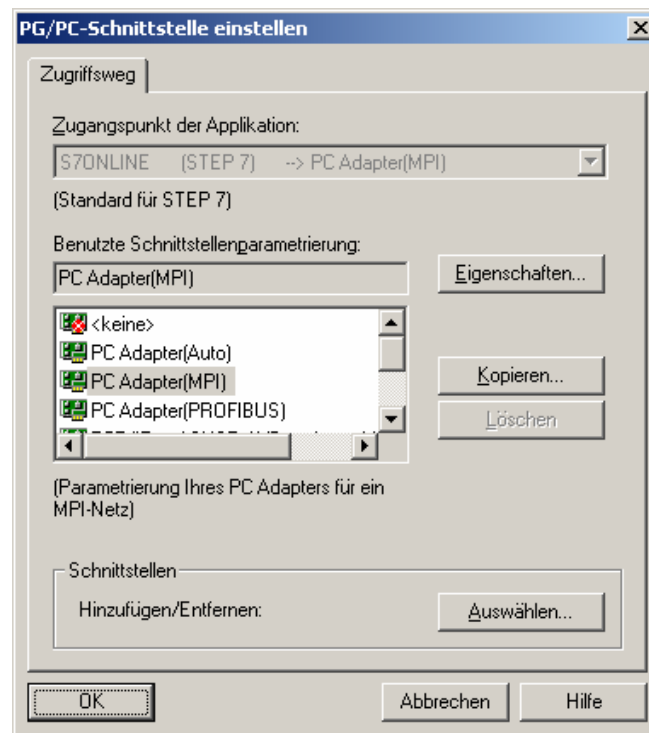 PG/PC-Schnittstelle einstellen
Zugriffsweg
Zugangspunkt der Applikation:
S7ONLINE (STEP 7) --> PC Adapter(MPI)
(Standard für STEP 7)
Benutzte Schnittstellenparametrierung:
PC Adapter(MPI)
Eigenschaften...
<keine>
PC Adapter(Auto)
PC Adapter(MPI)
PC Adapter(PROFIBUS)
Kopieren...
Löschen
(Parametrierung Ihres PC Adapters für ein
MPI-Netz)
Schnittstellen
Hinzufügen/Entfernen:
Auswählen...
OK
Abbrechen
Hilfe